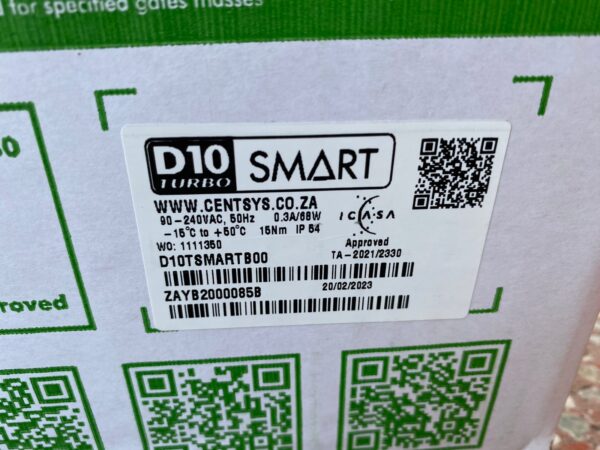 for specified gates masses
D10 SMART
TURBO
WWW.CENTSYS.CO.ZA
90-240VAC, 50Hz 0.3A/68W
-15°C to +50°C 15Nm IP 54
WO: 1111350
D10TSMARTB00
ICASA
Approved
TA-2021/2330
20/02/2023
ZAYB2000085B
roved